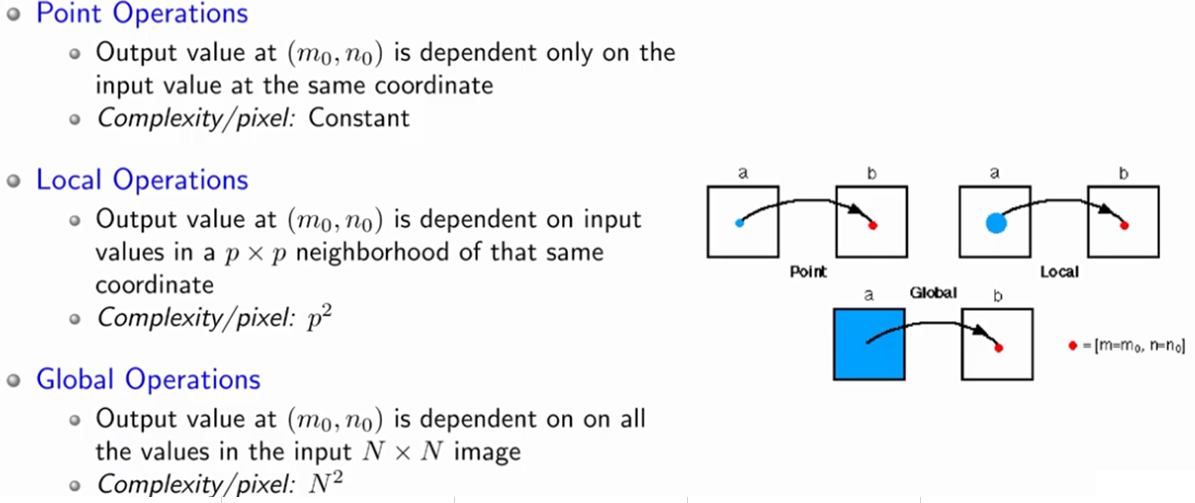 Point Operations
Output value at (m₀, n₀) is dependent only on the
input value at the same coordinate
Complexity/pixel: Constant
Local Operations
Output value at (m₀, n₀) is dependent on input
values in a p × p neighborhood of that same
coordinate
Complexity/pixel: p²
Global Operations
Output value at (m₀, n₀) is dependent on on all
the values in the input N × N image
Complexity/pixel: N²
a b a b
Point Local
a Global b
= [m=m₀, n=n₀]